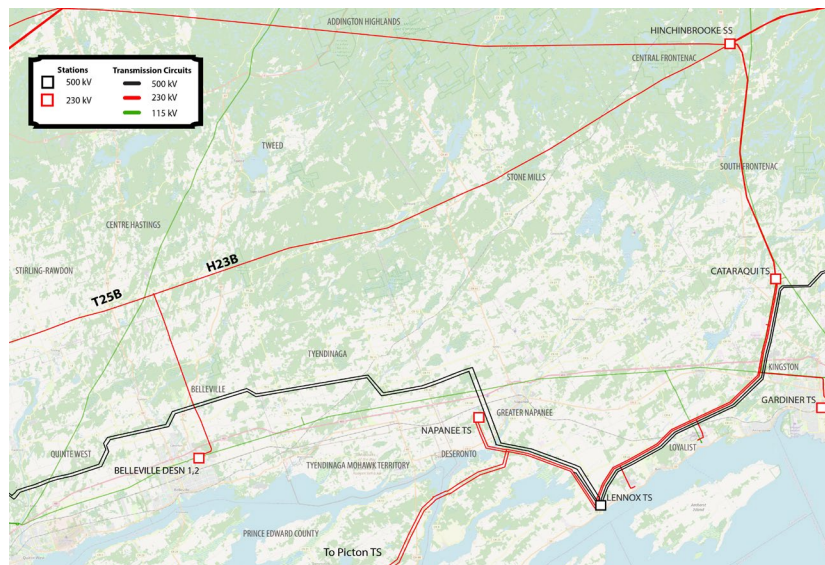 ADDINGTON HIGHLANDS
HINCHINBROOKE SS
CENTRAL FRONTENAC
Stations
500 kV
230 kV
Transmission Circuits
500 kV
230 kV
115 kV
TWEED
SOUTH FRONTENAC
STONE MILLS
CENTRE HASTINGS
STIRLING-RAWDON
H23B
T25B
CATARAQUI TS
TYENDINAGA
KINGSTON
BELLEVILLE
GARDINER TS
GREATER NAPANEE
NAPANEE TS
LOYALIST
QUINTE WEST
DESERONTO
BELLEVILLE DESN 1,2
TYENDINAGA MOHAWK TERRITORY
LENNOX TS
PRINCE EDWARD COUNTY
To Picton TS